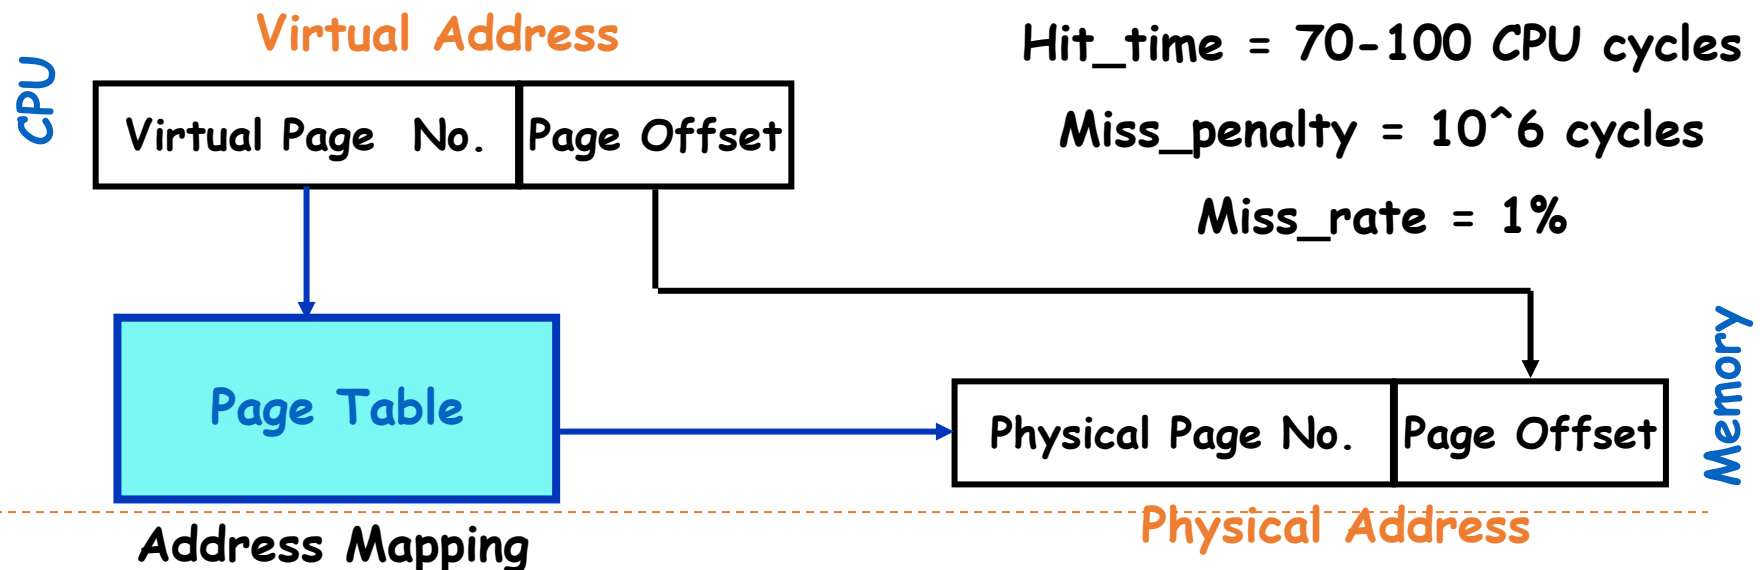 Virtual Address
Hit_time = 70-100 CPU cycles
CPU
Virtual Page No.
Page Offset
Miss_penalty = 10^6 cycles
Miss_rate = 1%
Page Table
Physical Page No.
Page Offset
Memory
Physical Address
Address Mapping